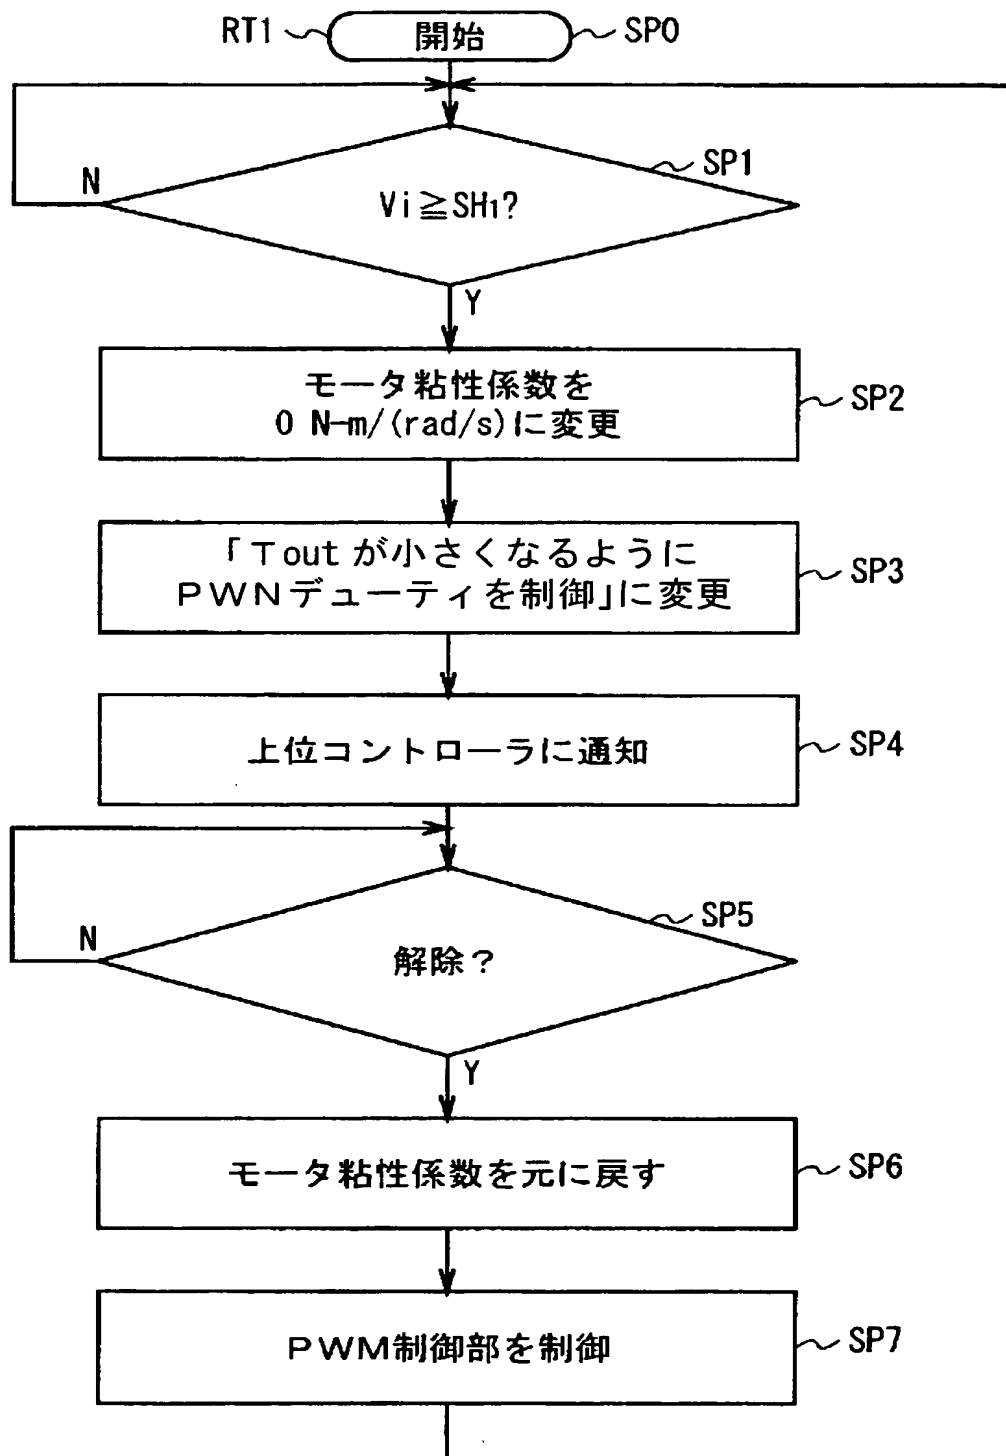 RT1 開始 SP0
SP1
N
Vi≧SH1?
Y
モータ粘性係数を
0 N-m/(rad/s)に変更
SP2
「Toutが小さくなるように
PWNデューティを制御」に変更
SP3
上位コントローラに通知
SP4
SP5
N
解除?
Y
モータ粘性係数を元に戻す
SP6
PWM制御部を制御
SP7